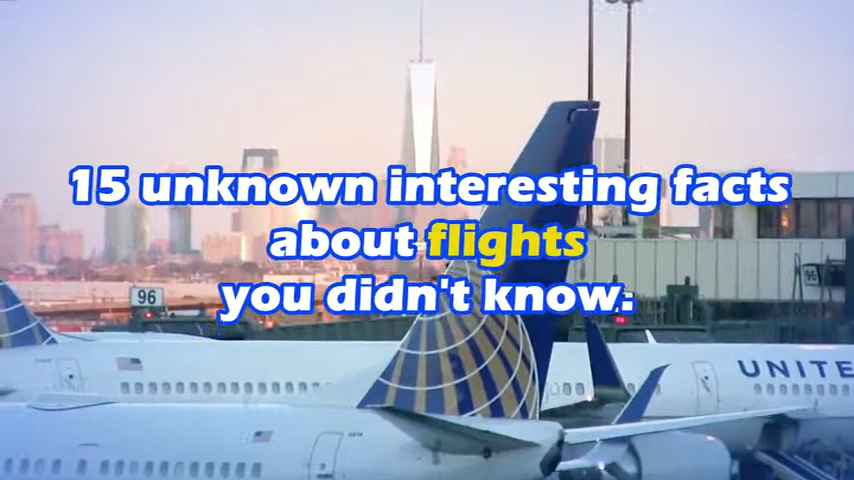 15 unknown interesting facts
about flights
you didn't know.
96
96
UNITE